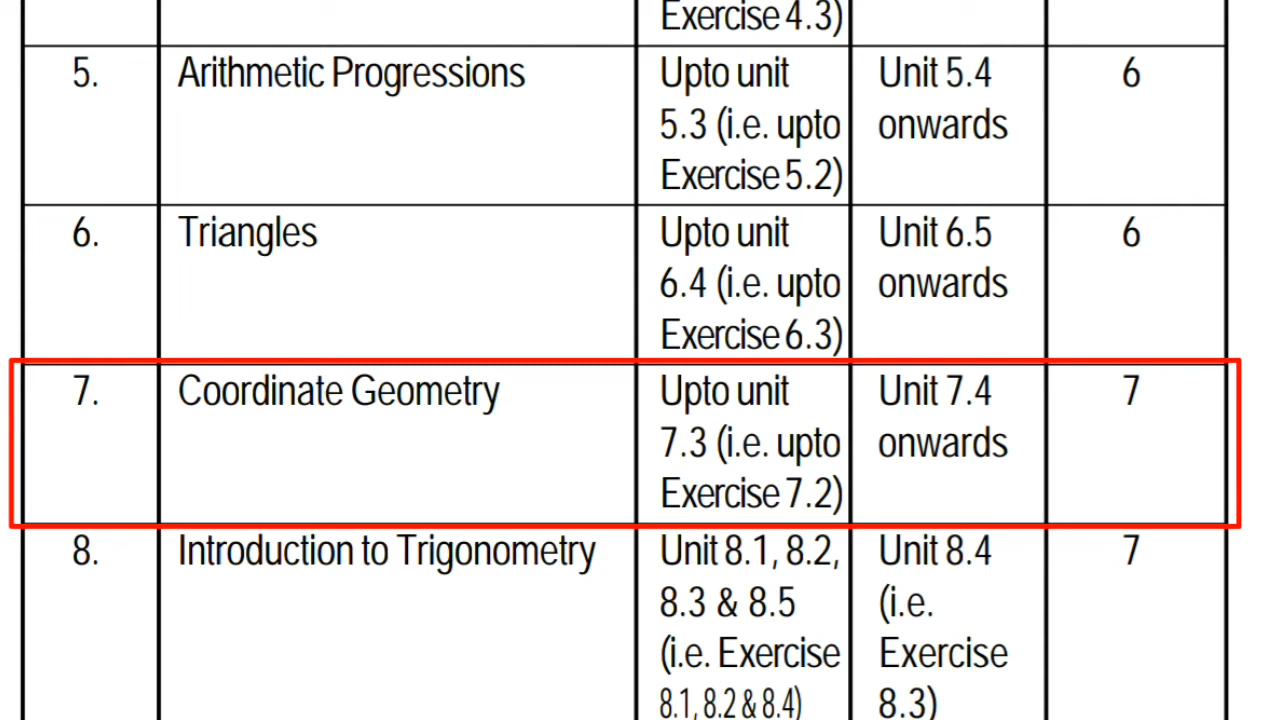 Exercise 4.3)
5. Arithmetic Progressions Upto unit Unit 5.4 6
5.3 (i.e. upto onwards
Exercise 5.2)
6. Triangles Upto unit Unit 6.5 6
6.4 (i.e. upto onwards
Exercise 6.3)
7. Coordinate Geometry Upto unit Unit 7.4 7
7.3 (i.e. upto onwards
Exercise 7.2)
8. Introduction to Trigonometry Unit 8.1, 8.2, Unit 8.4 7
8.3 & 8.5 (i.e.
(i.e. Exercise Exercise
8.1, 8.2 & 8.4) 8.3)